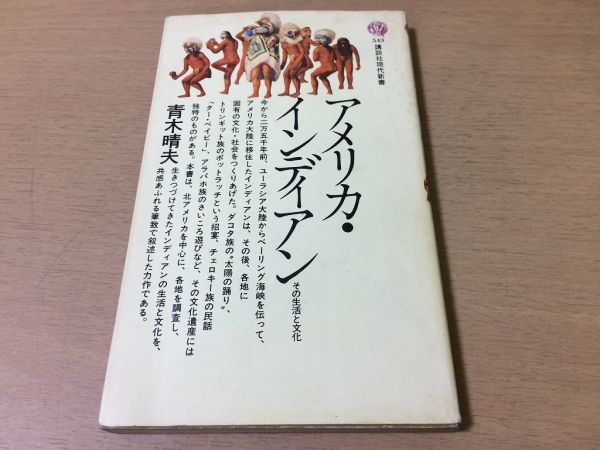 543
講談社現代新書
アメリカ・
インディアン
その生活と文化
今から二万五千年前、ユーラシア大陸からベーリング海峡を伝って、
アメリカ大陸に移住したインディアンは、その後、各地に
固有の文化・社会をつくりあげた。ダコタ族の“太陽の踊り”、
トリンギット族のポットラッチという招宴、チェロキー族の民話
「ター・ベイビー」、アラパホ族のさいころ遊びなど、その文化遺産には
独特のものがある。本書は、北アメリカを中心に、各地を調査し、
生きつづけてきたインディアンの生活と文化を、
共感あふれる筆致で叙述した力作である。
青木晴夫